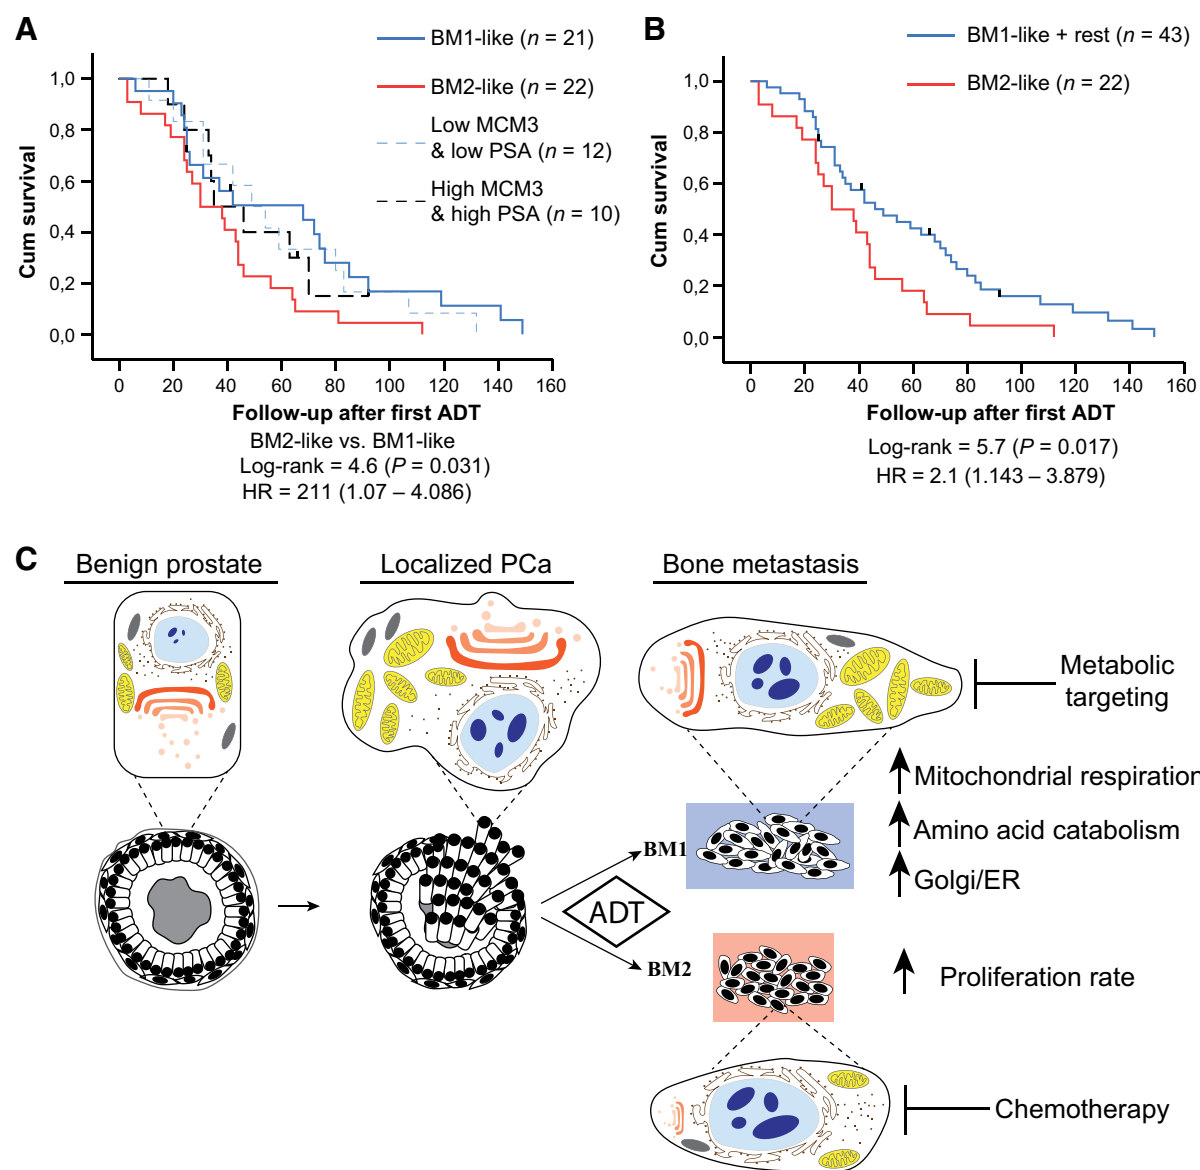 A
BM1-like (n = 21)
BM2-like (n = 22)
Low MCM3
& low PSA (n = 12)
High MCM3
& high PSA (n = 10)
Cum survival
1,0
0,8
0,6
0,4
0,2
0,0
0 20 40 60 80 100 120 140 160
Follow-up after first ADT
BM2-like vs. BM1-like
Log-rank = 4.6 (P = 0.031)
HR = 211 (1.07 – 4.086)
B
BM1-like + rest (n = 43)
BM2-like (n = 22)
Cum survival
1,0
0,8
0,6
0,4
0,2
0,0
0 20 40 60 80 100 120 140 160
Follow-up after first ADT
Log-rank = 5.7 (P = 0.017)
HR = 2.1 (1.143 – 3.879)
C
Benign prostate
Localized PCa
Bone metastasis
Metabolic
targeting
Mitochondrial respiration
Amino acid catabolism
Golgi/ER
BM1
ADT
BM2
Proliferation rate
Chemotherapy